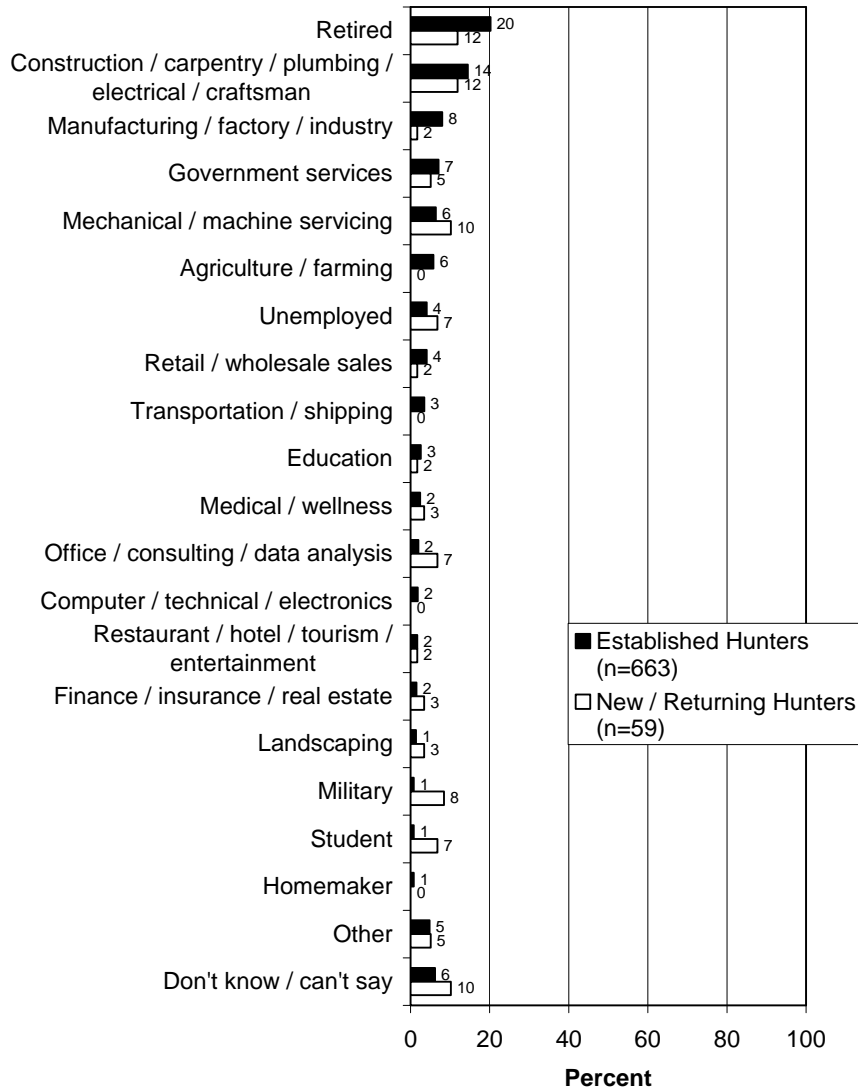 Retired
20
12
Construction / carpentry / plumbing /
electrical / craftsman
14
12
Manufacturing / factory / industry
8
2
Government services
7
5
Mechanical / machine servicing
6
10
Agriculture / farming
6
0
Unemployed
4
7
Retail / wholesale sales
4
2
Transportation / shipping
3
0
Education
3
2
Medical / wellness
2
3
Office / consulting / data analysis
2
7
Computer / technical / electronics
2
0
Restaurant / hotel / tourism /
entertainment
2
2
Finance / insurance / real estate
2
3
Landscaping
1
3
Military
1
8
Student
1
7
Homemaker
1
0
Other
5
5
Don't know / can't say
6
10
Established Hunters
(n=663)
New / Returning Hunters
(n=59)
0 20 40 60 80 100
Percent